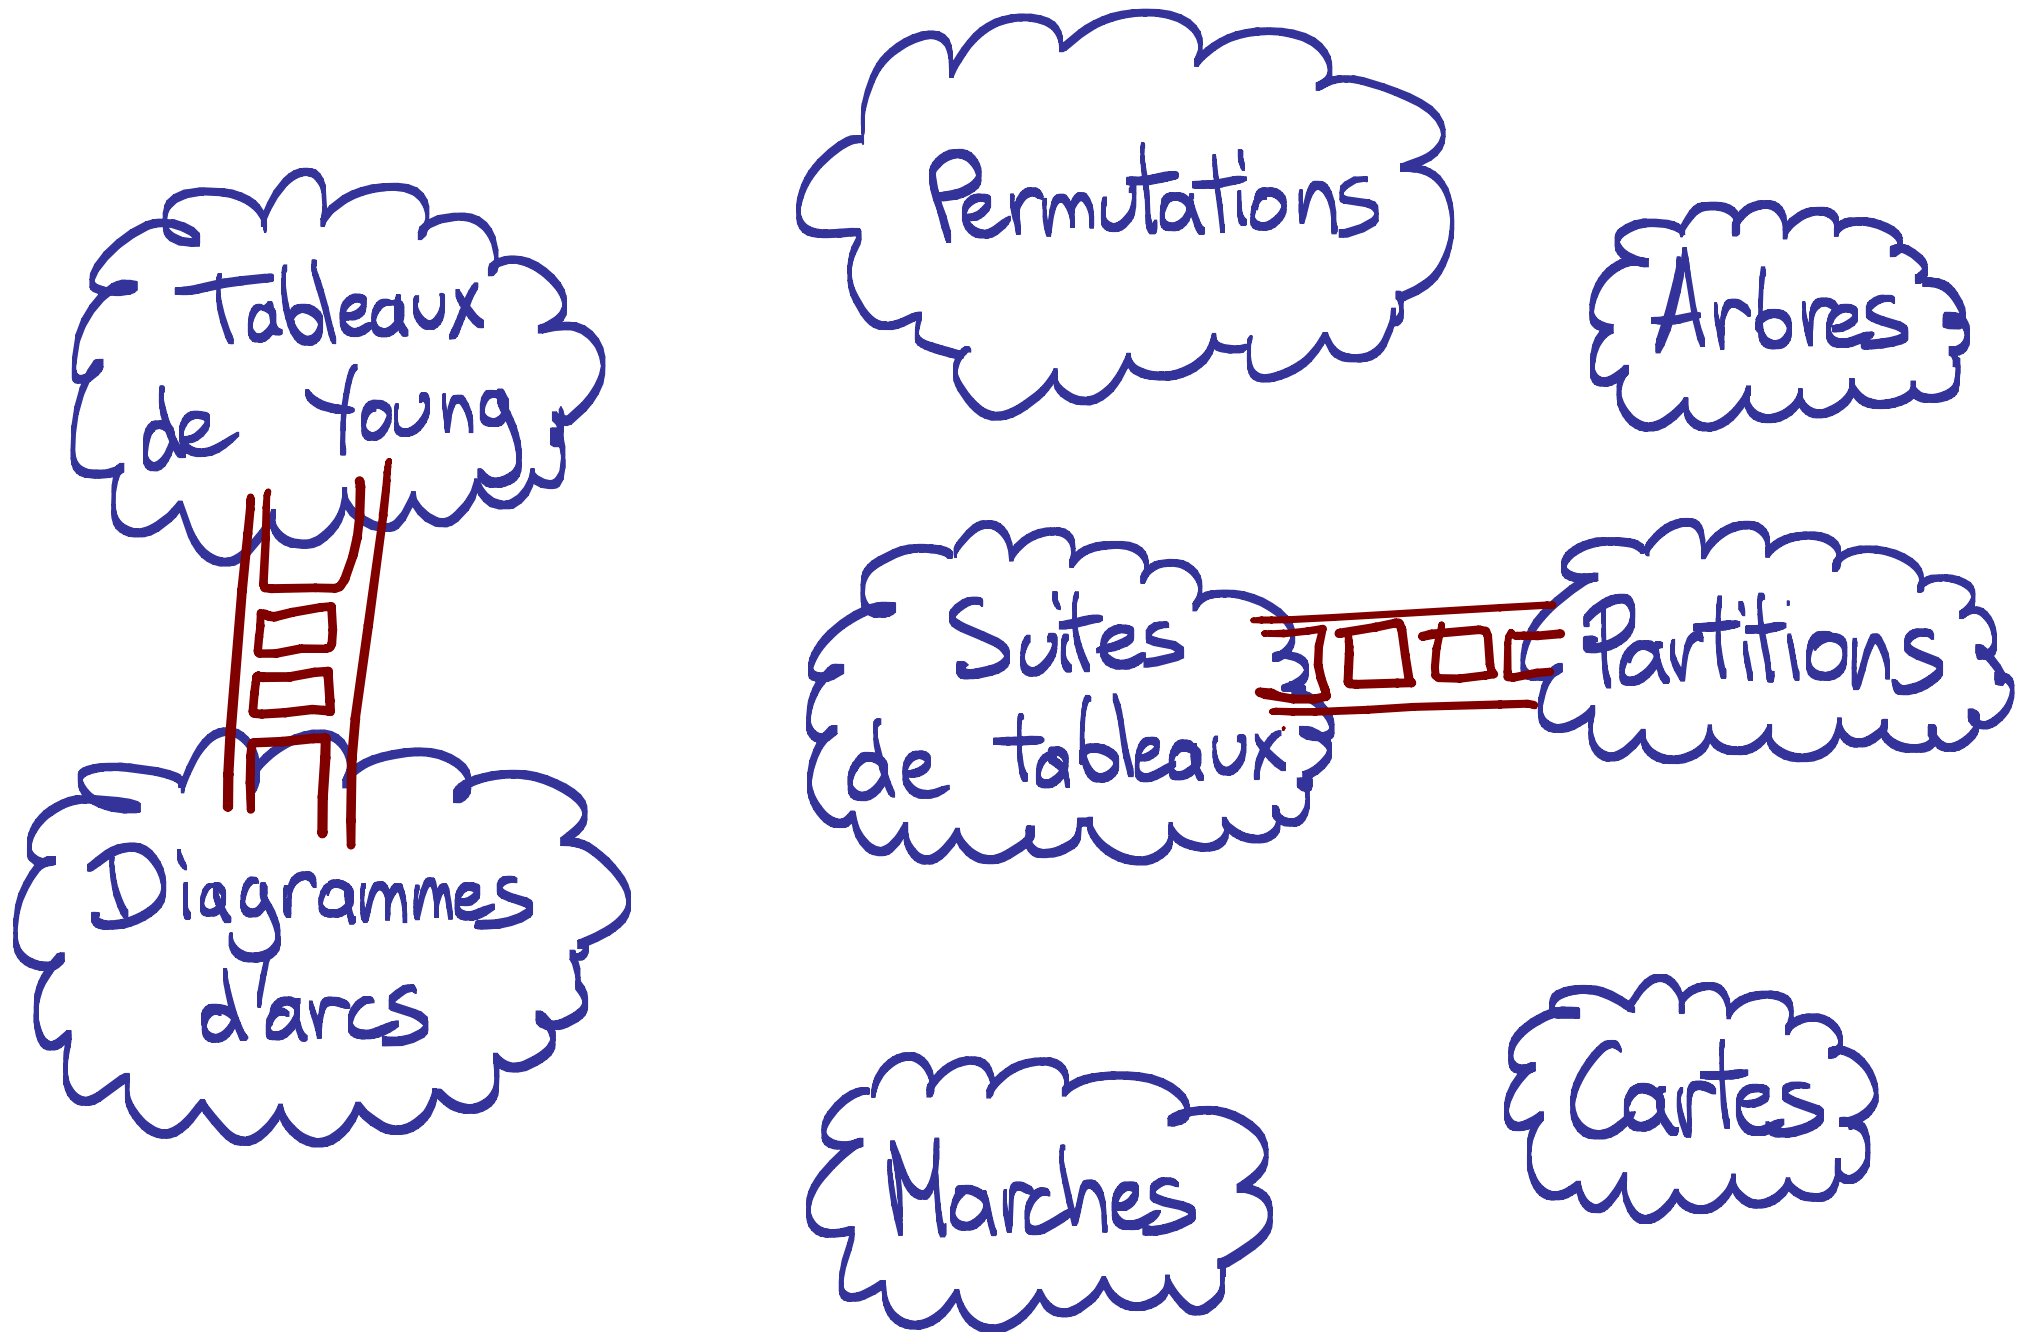 Permutations
Tableaux
de Young
Arbres
Suites
de tableaux
Partitions
Diagrammes
d'arcs
Marches
Cartes